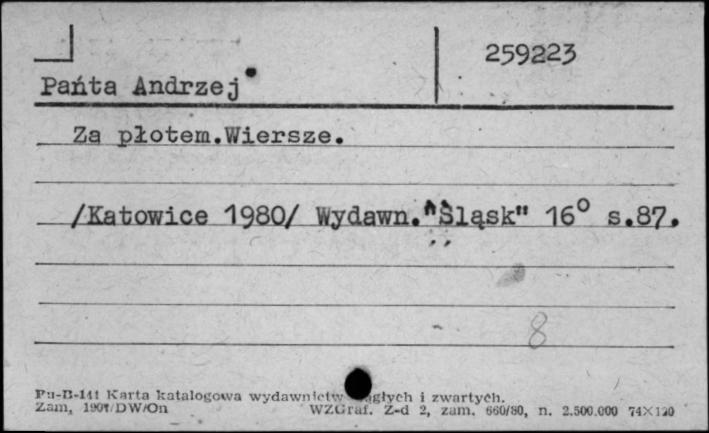 259223
Pańta Andrzej
Za płotem.Wiersze.
/Katowice 1980/ Wydawn."Śląsk" 16° s.87.
8
Pu-B-141 Karta katalogowa wydawnictw ciągłych i zwartych.
Zam, 1901/DW/On WZGraf. Z-d 2, zam. 660/80, n. 2.500.000 74×120